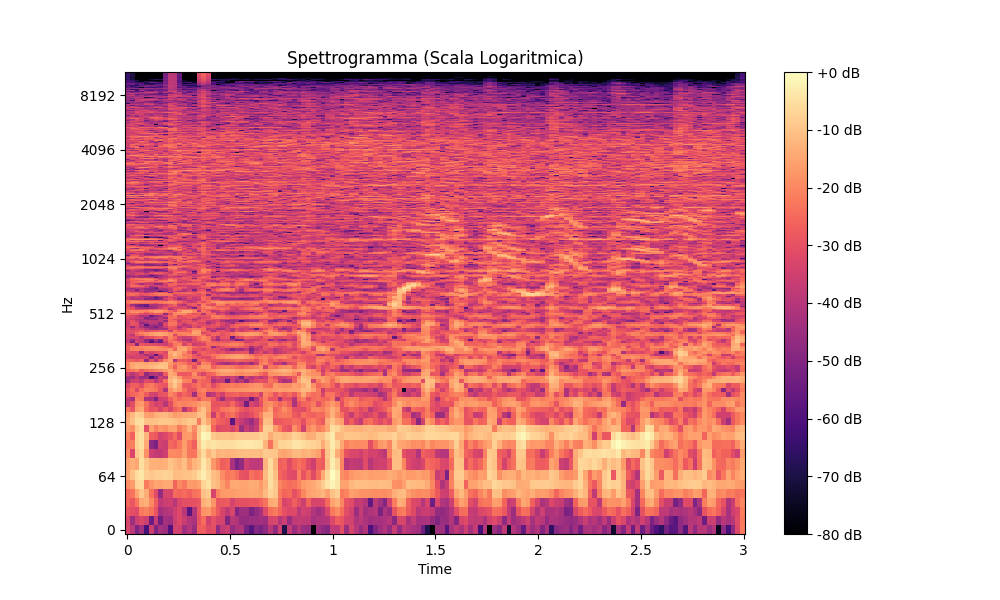 Spettrogramma (Scala Logaritmica)
8192
4096
2048
1024
512
256
128
64
0
Hz
0 0.5 1 1.5 2 2.5 3
Time
+0 dB
-10 dB
-20 dB
-30 dB
-40 dB
-50 dB
-60 dB
-70 dB
-80 dB